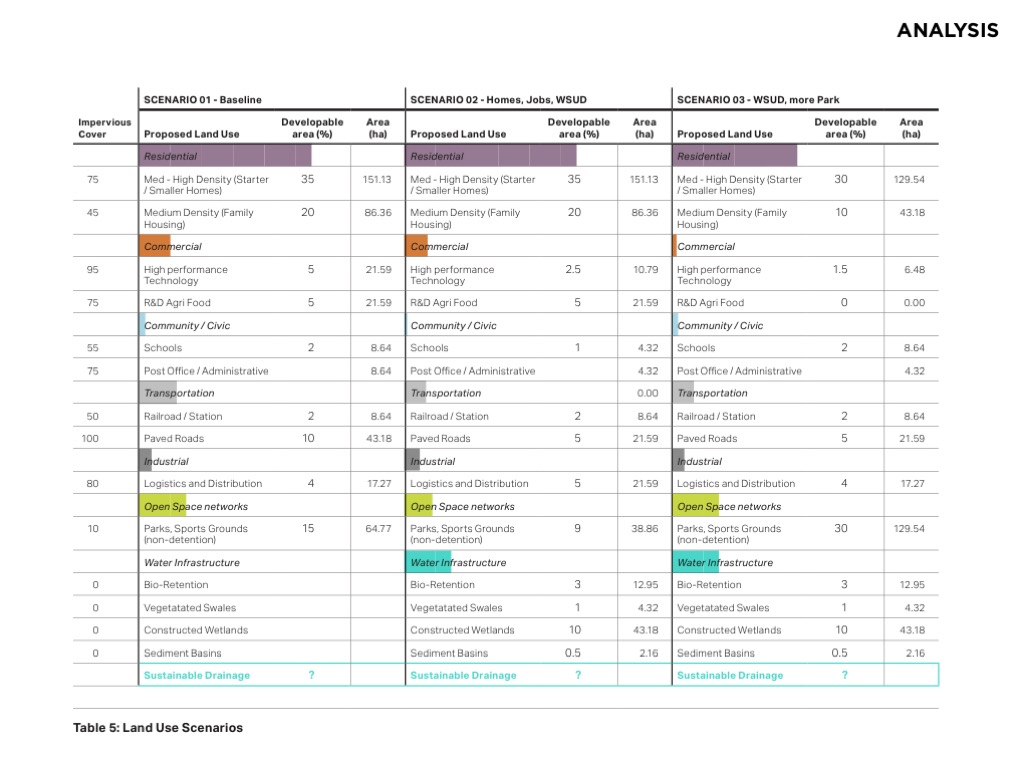 ANALYSIS
SCENARIO 01 - Baseline SCENARIO 02 - Homes, Jobs, WSUD SCENARIO 03 - WSUD, more Park
Impervious Developable Area Developable Area Developable Area
Cover Proposed Land Use area (%) (ha) Proposed Land Use area (%) (ha) Proposed Land Use area (%) (ha)
Residential Residential Residential
75 Med - High Density (Starter 35 151.13 Med - High Density (Starter 35 151.13 Med - High Density (Starter 30 129.54
/ Smaller Homes) / Smaller Homes) / Smaller Homes)
45 Medium Density (Family 20 86.36 Medium Density (Family 20 86.36 Medium Density (Family 10 43.18
Housing) Housing) Housing)
Commercial Commercial Commercial
95 High performance 5 21.59 High performance 2.5 10.79 High performance 1.5 6.48
Technology Technology Technology
75 R&D Agri Food 5 21.59 R&D Agri Food 5 21.59 R&D Agri Food 0 0.00
Community / Civic Community / Civic Community / Civic
55 Schools 2 8.64 Schools 1 4.32 Schools 2 8.64
75 Post Office / Administrative 8.64 Post Office / Administrative 4.32 Post Office / Administrative 4.32
Transportation Transportation 0.00 Transportation
50 Railroad / Station 2 8.64 Railroad / Station 2 8.64 Railroad / Station 2 8.64
100 Paved Roads 10 43.18 Paved Roads 5 21.59 Paved Roads 5 21.59
Industrial Industrial Industrial
80 Logistics and Distribution 4 17.27 Logistics and Distribution 5 21.59 Logistics and Distribution 4 17.27
Open Space networks Open Space networks Open Space networks
10 Parks, Sports Grounds 15 64.77 Parks, Sports Grounds 9 38.86 Parks, Sports Grounds 30 129.54
(non-detention) (non-detention) (non-detention)
Water Infrastructure Water Infrastructure Water Infrastructure
0 Bio-Retention Bio-Retention 3 12.95 Bio-Retention 3 12.95
0 Vegetatated Swales Vegetatated Swales 1 4.32 Vegetatated Swales 1 4.32
0 Constructed Wetlands Constructed Wetlands 10 43.18 Constructed Wetlands 10 43.18
0 Sediment Basins Sediment Basins 0.5 2.16 Sediment Basins 0.5 2.16
Sustainable Drainage ? Sustainable Drainage ? Sustainable Drainage ?
Table 5: Land Use Scenarios